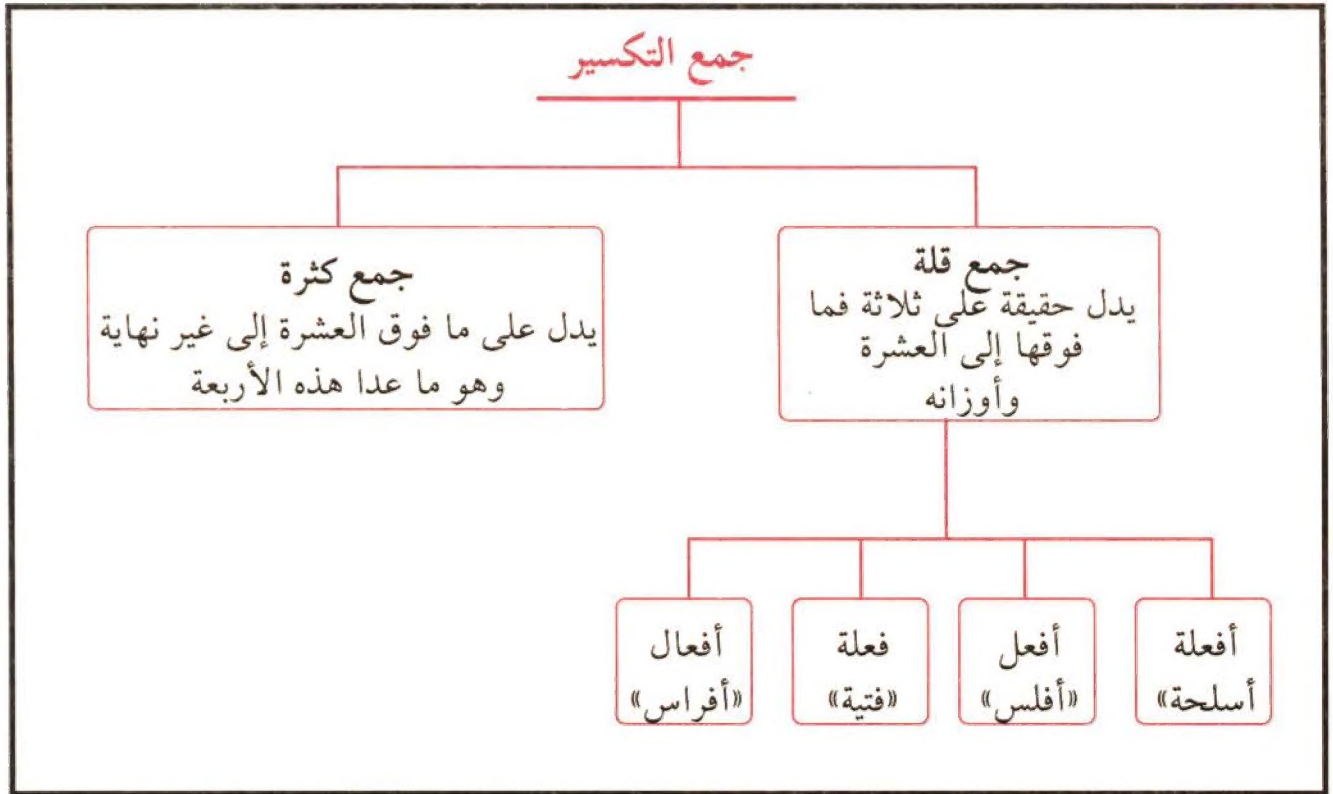 جمع التكسير
جمع قلة
يدل حقيقة على ثلاثة فما
فوقها إلى العشرة
وأوزانه
جمع كثرة
يدل على ما فوق العشرة إلى غير نهاية
وهو ما عدا هذه الأربعة
أفعلة
أسلحة»
أفعل
«أفلس»
فعلة
«فتية»
أفعال
«أفراس»